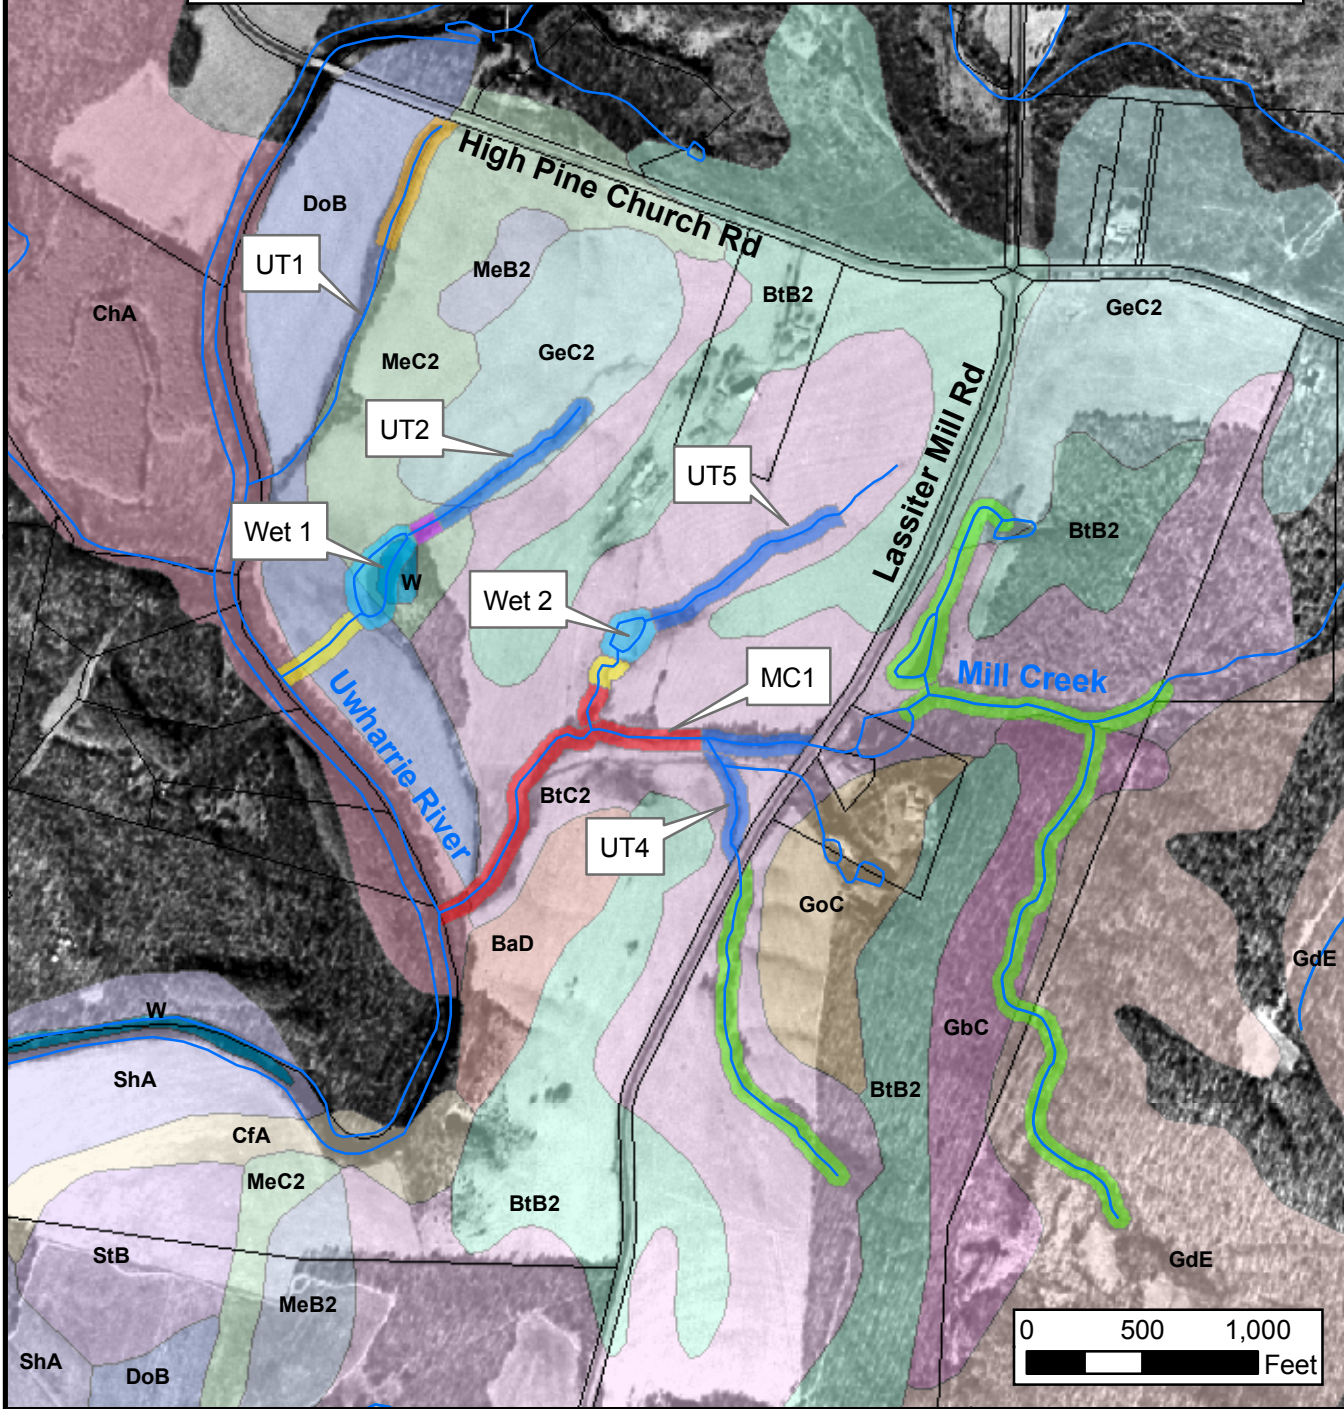 High Pine Church Rd
DoB
UT1
MeB2
BtB2
GeC2
ChA
GeC2
MeC2
Lassiter Mill Rd
UT2
UT5
Wet 1
BtB2
W
Wet 2
Mill Creek
MC1
Uwharrie River
BtC2
UT4
GoC
BaD
GdE
W
GbC
ShA
BtB2
CfA
MeC2
BtB2
StB
GdE
MeB2
0 500 1,000
Feet
ShA
DoB